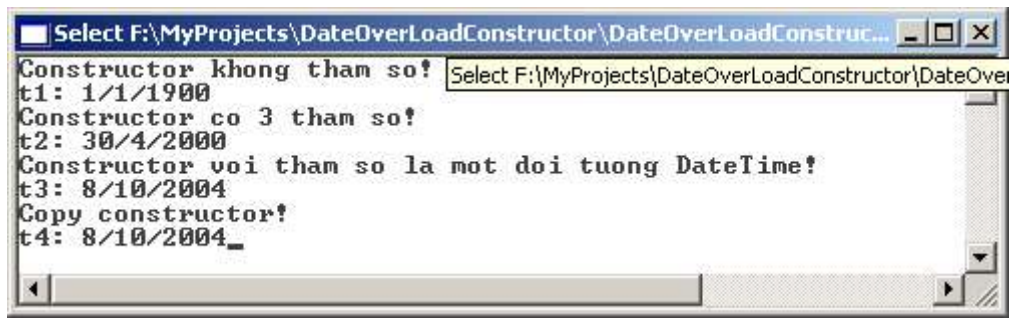 Select F:\MyProjects\DateOverLoadConstructor\DateOverLoadConstruc...
Constructor khong tham so!
Select F:\MyProjects\DateOverLoadConstructor\DateOver
t1: 1/1/1900
Constructor co 3 tham so!
t2: 30/4/2000
Constructor voi tham so la mot doi tuong DateTime!
t3: 8/10/2004
Copy constructor!
t4: 8/10/2004_